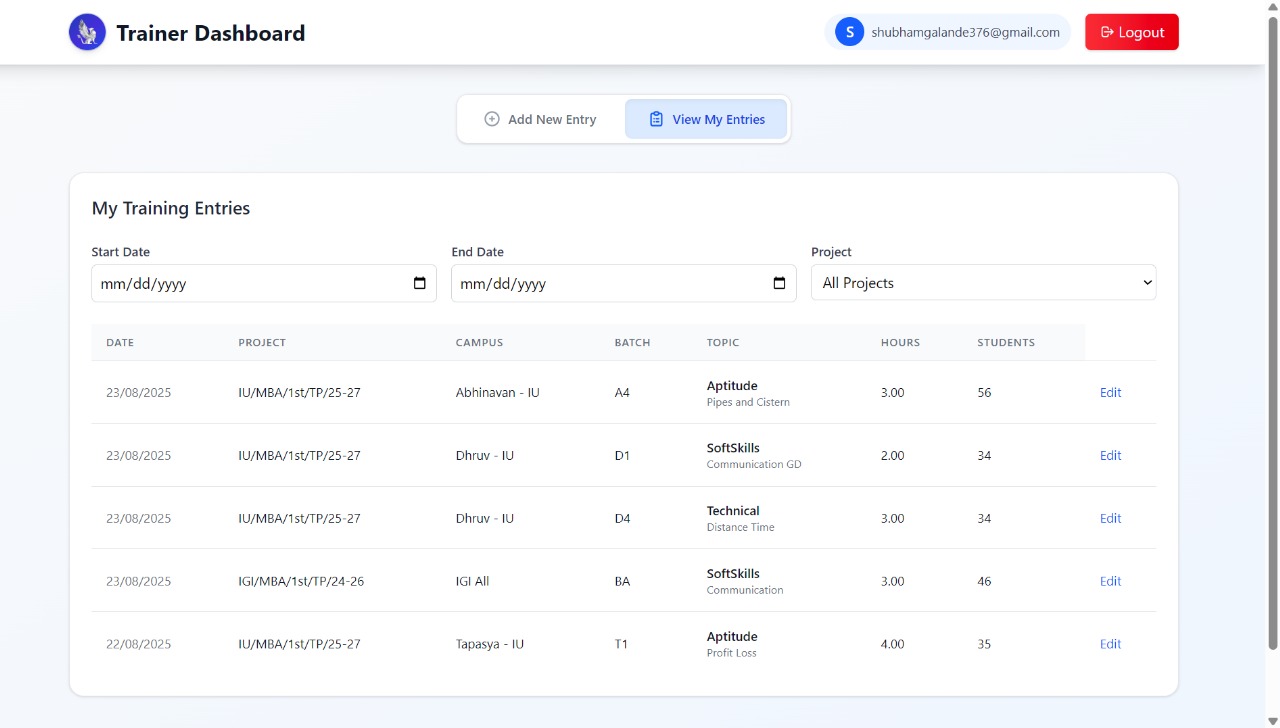 Trainer Dashboard
S shubhamgalande376@gmail.com
Logout
Add New Entry
View My Entries
My Training Entries
Start Date End Date Project
mm/dd/yyyy mm/dd/yyyy All Projects
DATE PROJECT CAMPUS BATCH TOPIC HOURS STUDENTS
23/08/2025 IU/MBA/1st/TP/25-27 Abhinavan - IU A4 Aptitude 3.00 56 Edit
Pipes and Cistern
23/08/2025 IU/MBA/1st/TP/25-27 Dhruv - IU D1 SoftSkills 2.00 34 Edit
Communication GD
23/08/2025 IU/MBA/1st/TP/25-27 Dhruv - IU D4 Technical 3.00 34 Edit
Distance Time
23/08/2025 IGI/MBA/1st/TP/24-26 IGI All BA SoftSkills 3.00 46 Edit
Communication
22/08/2025 IU/MBA/1st/TP/25-27 Tapasya - IU T1 Aptitude 4.00 35 Edit
Profit Loss